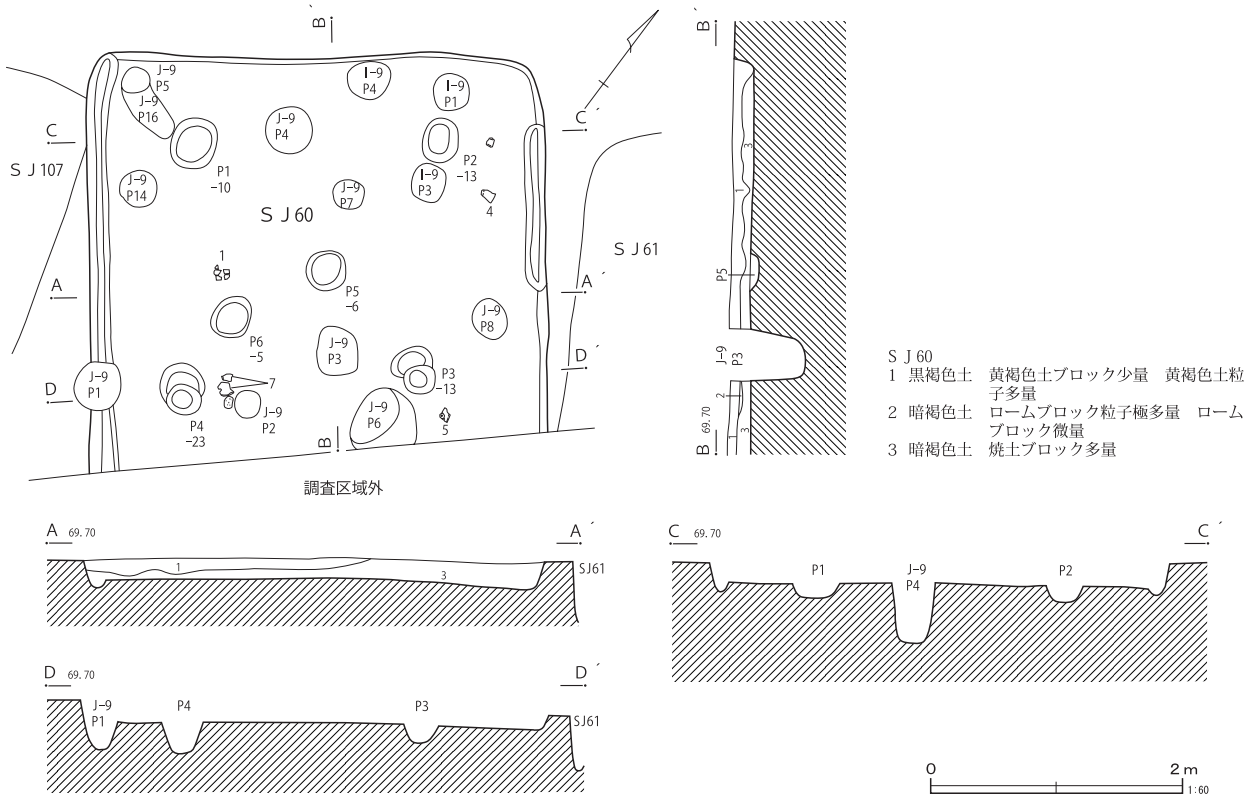 B B´
J-9
P5
J-9
P16
I-9
P4
I-9
P1
C C´
J-9
P4
P1
-10
P2
-13
SJ107
J-9
P14
I-9
P3
J-9
P7
4
SJ60
SJ61
1
A A´
P5
-6
J-9
P8
P6
-5
J-9
P3
D D´
J-9
P1
7
P3
-13
P4
-23
J-9
P2
J-9
P6
5
B
調査区域外
B´
3
1
P5
J-9
P3
2
69.70
1
3
B
SJ60
1 黒褐色土 黄褐色土ブロック少量 黄褐色土粒
子多量
2 暗褐色土 ロームブロック粒子極多量 ローム
ブロック微量
3 暗褐色土 焼土ブロック多量
A 69.70 A´
1
3
SJ61
C 69.70 C´
P1
J-9
P4
P2
D 69.70 D´
J-9
P1
P4
P3
SJ61
0 2m
1:60